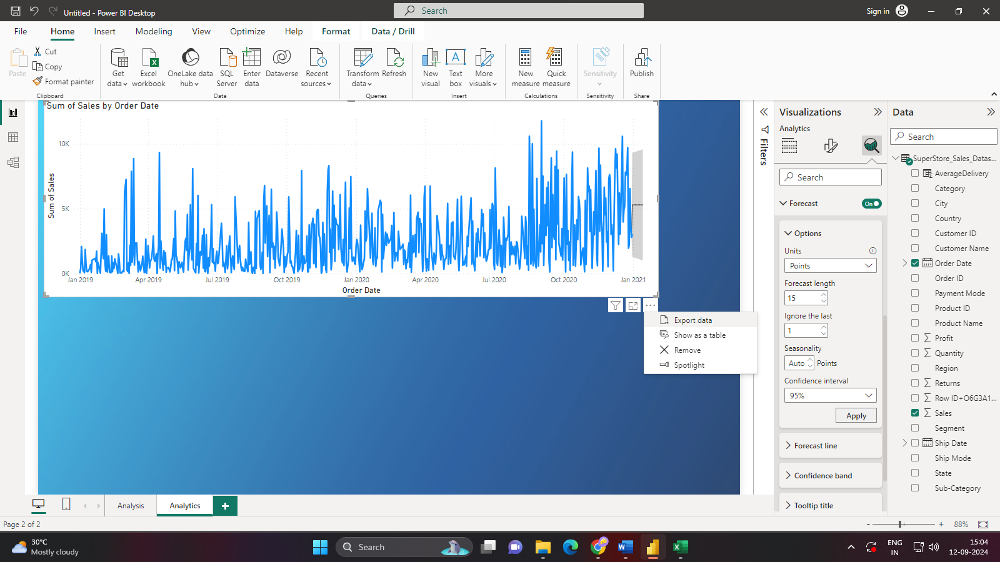 Untitled - Power BI Desktop
Search
Sign in
File Home Insert Modeling View Optimize Help Format Data / Drill
Paste
Cut
Copy
Format painter
Clipboard
Get data
Excel workbook
OneLake data hub
SQL Server
Enter data
Dataverse
Recent sources
Data
Transform data
Refresh
Queries
New visual
Text box
More visuals
Insert
New measure
Quick measure
Calculations
Sensitivity
Sensitivity
Publish
Share
Sum of Sales by Order Date
Sum of Sales
10K
5K
0K
Jan 2019 Apr 2019 Jul 2019 Oct 2019 Jan 2020 Apr 2020 Jul 2020 Oct 2020 Jan 2021
Order Date
Export data
Show as a table
Remove
Spotlight
Filters
Visualizations
Analytics
Search
Forecast
On
Options
Units
Points
Forecast length
15
Ignore the last
1
Seasonality
Auto Points
Confidence interval
95%
Apply
Forecast line
Confidence band
Tooltip title
Data
Search
SuperStore_Sales_Datas...
AverageDelivery
Category
City
Country
Customer ID
Customer Name
Order Date
Order ID
Payment Mode
Product ID
Product Name
Profit
Quantity
Region
Returns
Row ID+O6G3A1...
Sales
Segment
Ship Date
Ship Mode
State
Sub-Category
Analysis
Analytics
Page 2 of 2
- + 88%
30°C
Mostly cloudy
Search
ENG
IN
15:04
12-09-2024